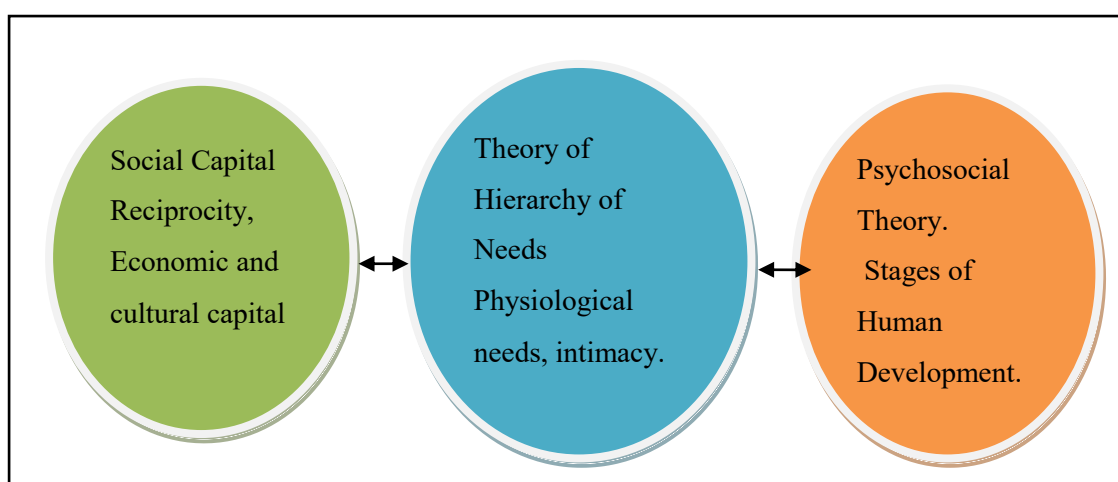 Social Capital
Reciprocity,
Economic and
cultural capital
Theory of
Hierarchy of
Needs
Physiological
needs, intimacy.
Psychosocial
Theory.
Stages of
Human
Development.